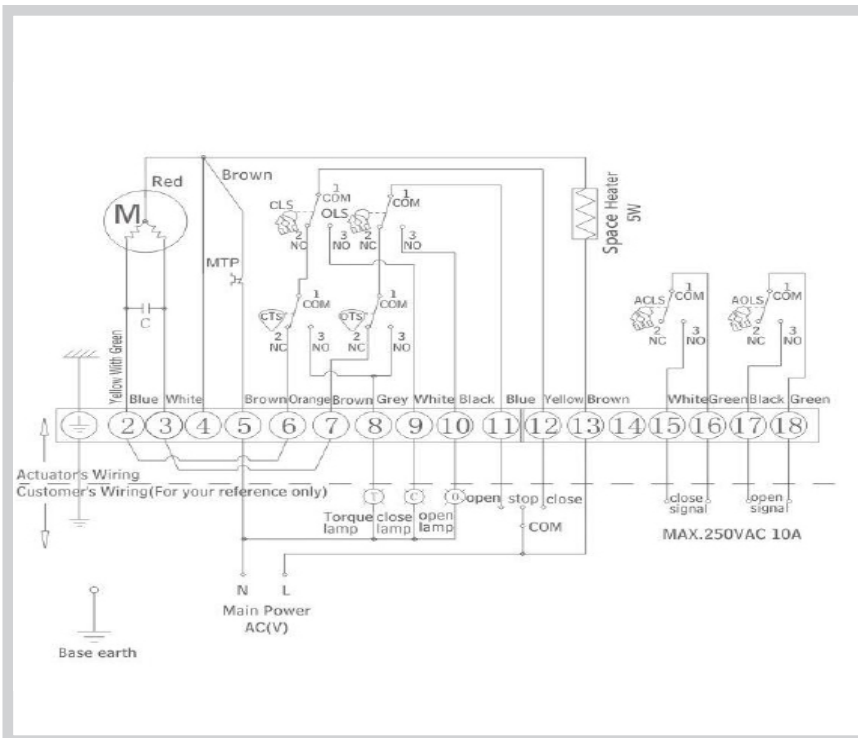 Red
Brown
M
MTP
C
CLS
1
COM
2
NC
3
NO
OLS
1
COM
2
NC
3
NO
CTS
1
COM
2
NC
3
NO
OTS
1
COM
2
NC
3
NO
Space Heater
5W
ACLS
1
COM
2
NC
3
NO
AOLS
1
COM
2
NC
3
NO
Yellow With Green
Blue White Brown Orange Brown Grey White Black Blue Yellow Brown White Green Black Green
2 3 4 5 6 7 8 9 10 11 12 13 14 15 16 17 18
Actuator's Wiring
Customer's Wiring(For your reference only)
T C O
Torque lamp
close lamp
open lamp
open stop close
COM
close signal
open signal
MAX.250VAC 10A
N L
Main Power
AC(V)
Base earth